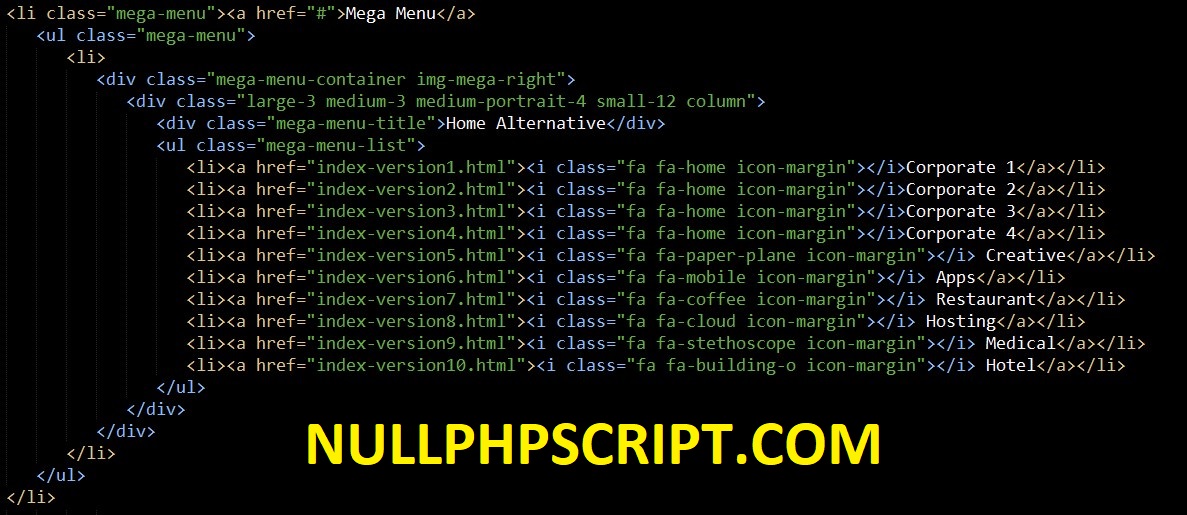 <li class="mega-menu"><a href="#">Mega Menu</a>
<ul class="mega-menu">
<li>
<div class="mega-menu-container img-mega-right">
<div class="large-3 medium-3 medium-portrait-4 small-12 column">
<div class="mega-menu-title">Home Alternative</div>
<ul class="mega-menu-list">
<li><a href="index-version1.html"><i class="fa fa-home icon-margin"></i>Corporate 1</a></li>
<li><a href="index-version2.html"><i class="fa fa-home icon-margin"></i>Corporate 2</a></li>
<li><a href="index-version3.html"><i class="fa fa-home icon-margin"></i>Corporate 3</a></li>
<li><a href="index-version4.html"><i class="fa fa-home icon-margin"></i>Corporate 4</a></li>
<li><a href="index-version5.html"><i class="fa fa-paper-plane icon-margin"></i> Creative</a></li>
<li><a href="index-version6.html"><i class="fa fa-mobile icon-margin"></i> Apps</a></li>
<li><a href="index-version7.html"><i class="fa fa-coffee icon-margin"></i> Restaurant</a></li>
<li><a href="index-version8.html"><i class="fa fa-cloud icon-margin"></i> Hosting</a></li>
<li><a href="index-version9.html"><i class="fa fa-stethoscope icon-margin"></i> Medical</a></li>
<li><a href="index-version10.html"><i class="fa fa-building-o icon-margin"></i> Hotel</a></li>
</ul>
</div>
</div>
</li>
</ul>
</li>
NULLPHPSCRIPT.COM